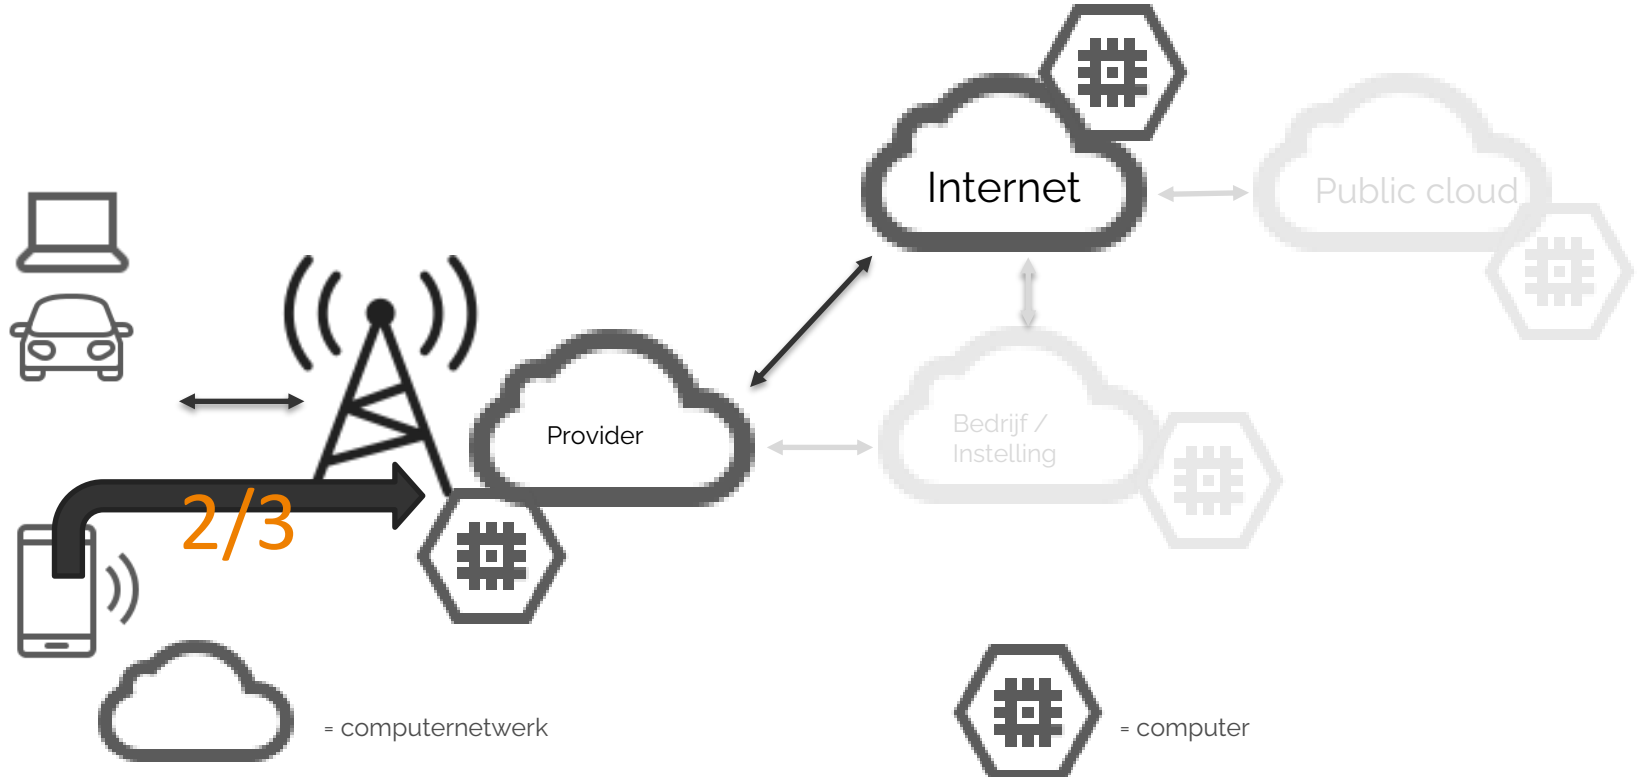 Internet
Public cloud
Provider
Bedrijf /
Instelling
2/3
= computernetwerk
= computer